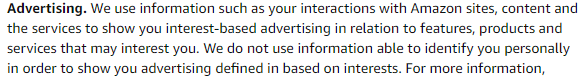 Advertising. We use information such as your interactions with Amazon sites, content and
the services to show you interest-based advertising in relation to features, products and
services that may interest you. We do not use information able to identify you personally
in order to show you advertising defined in based on interests. For more information,